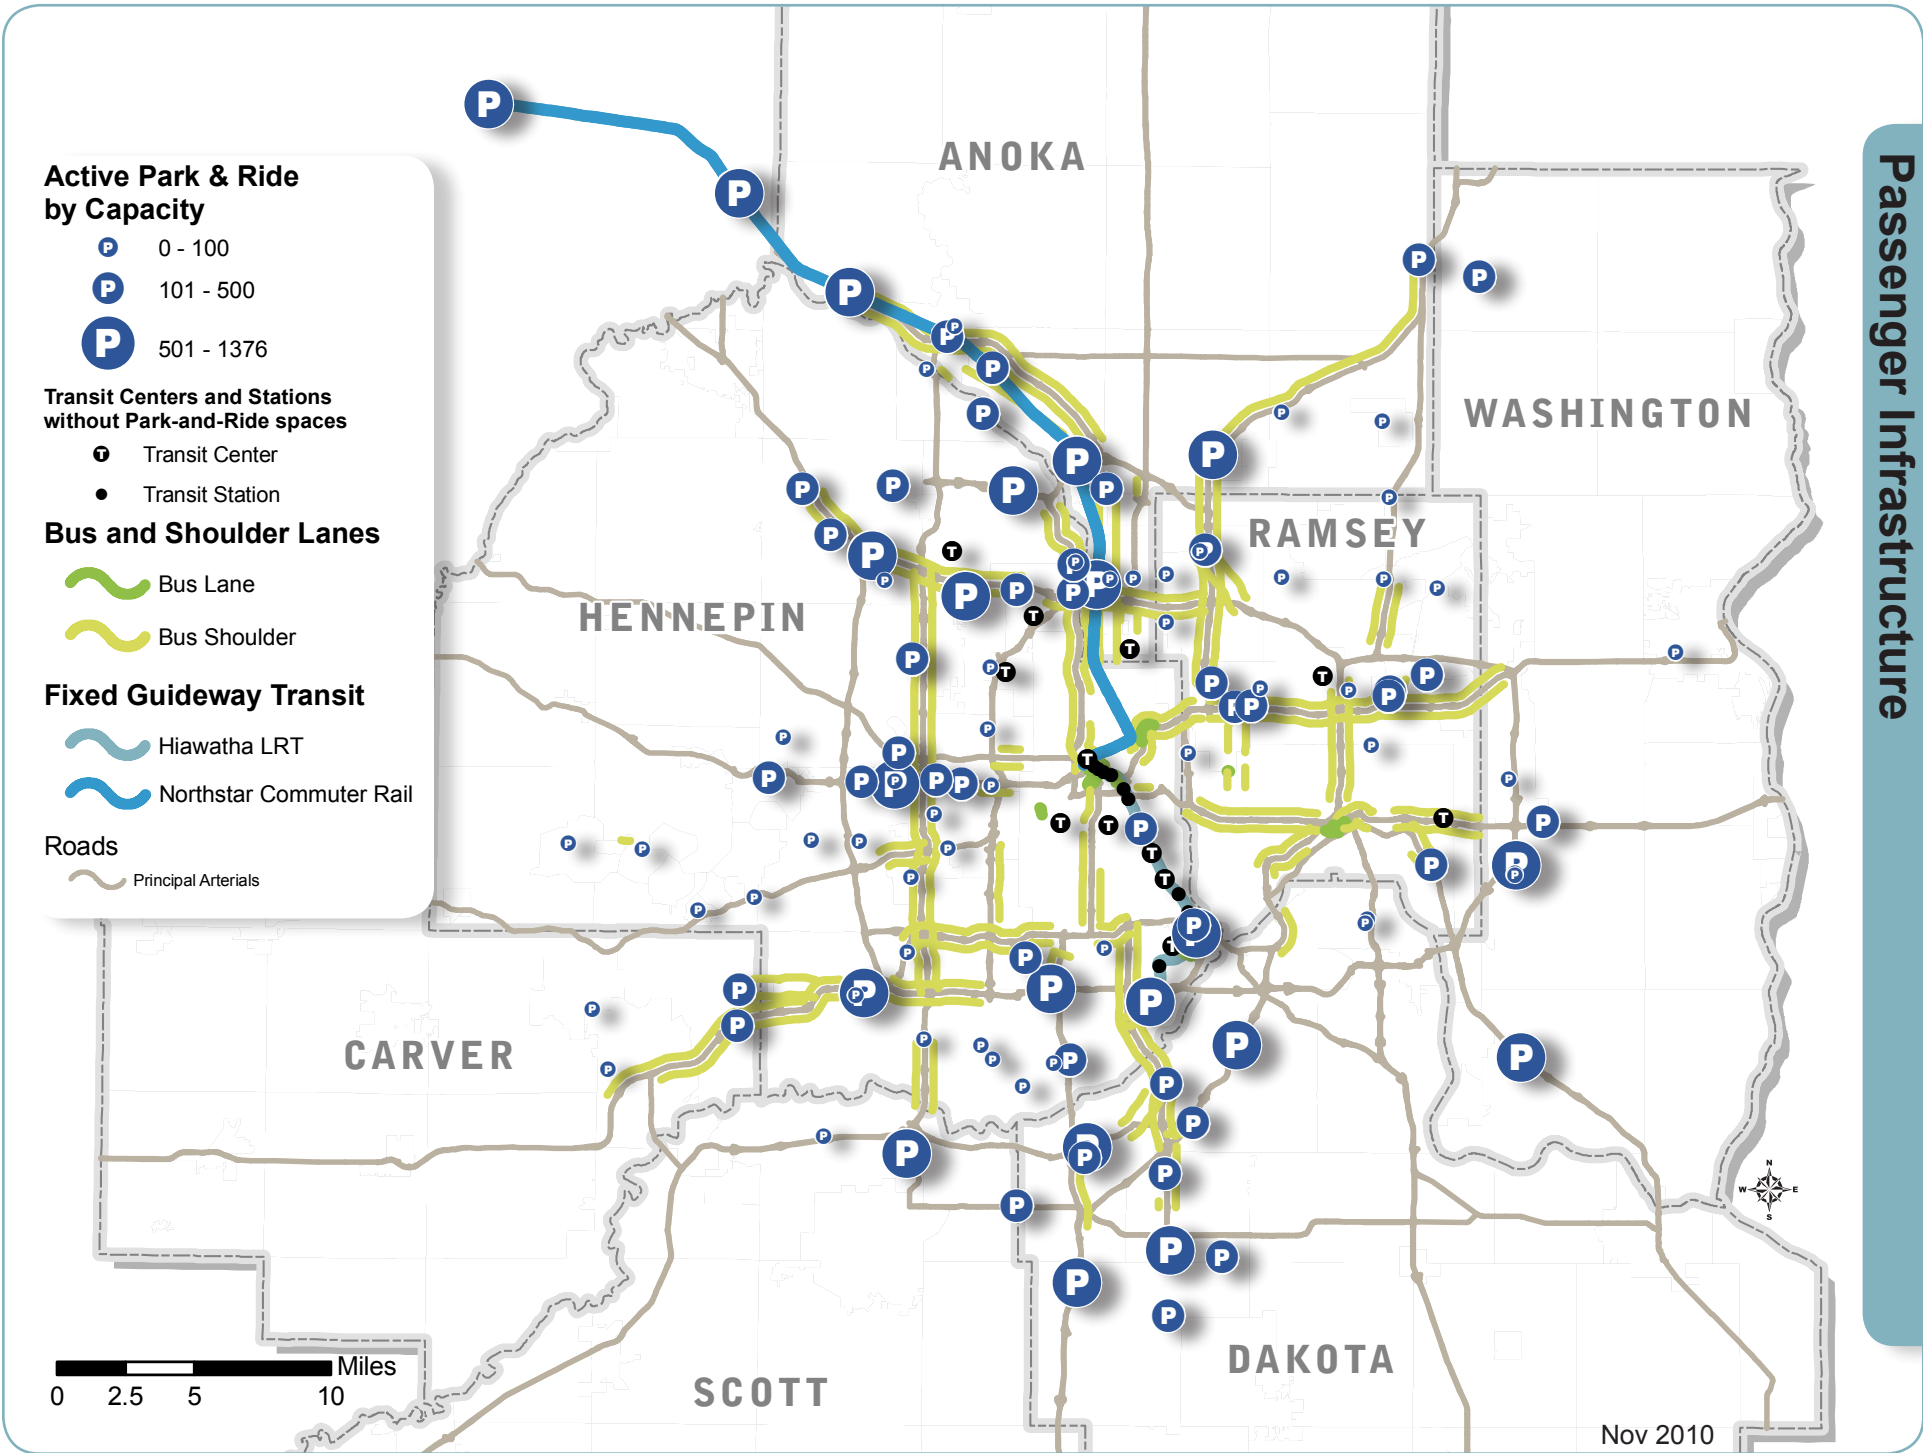 Passenger Infrastructure
Active Park & Ride
by Capacity
P 0 - 100
P 101 - 500
P 501 - 1376
Transit Centers and Stations
without Park-and-Ride spaces
T Transit Center
Transit Station
Bus and Shoulder Lanes
Bus Lane
Bus Shoulder
Fixed Guideway Transit
Hiawatha LRT
Northstar Commuter Rail
Roads
Principal Arterials
ANOKA
WASHINGTON
RAMSEY
HENNEPIN
CARVER
SCOTT
DAKOTA
N
W E
S
Miles
0 2.5 5 10
Nov 2010